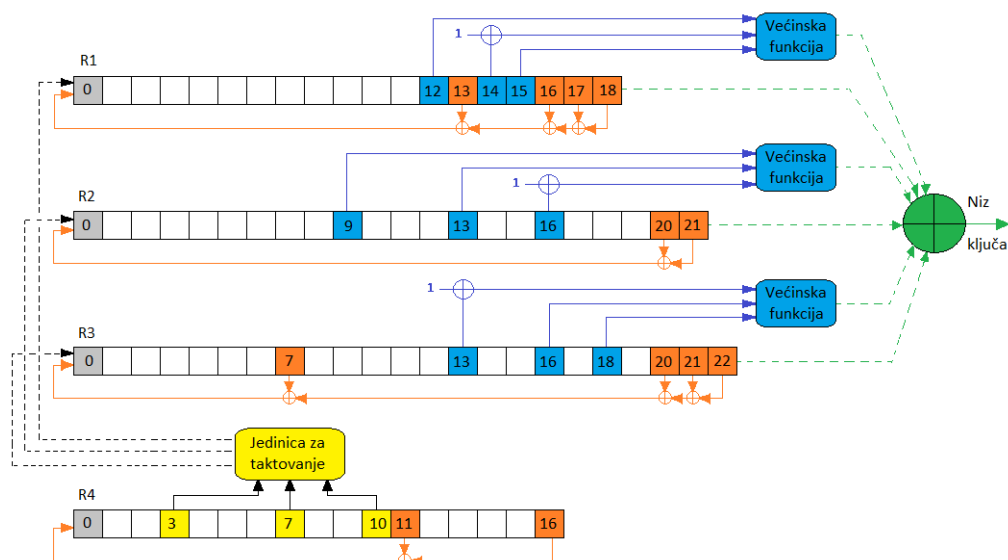 Većinska
funkcija
1
R1
0 12 13 14 15 16 17 18
Većinska
funkcija
1
R2
0 9 13 16 20 21
Niz
ključa
Većinska
funkcija
1
R3
0 7 13 16 18 20 21 22
Jedinica za
taktovanje
R4
0 3 7 10 11 16